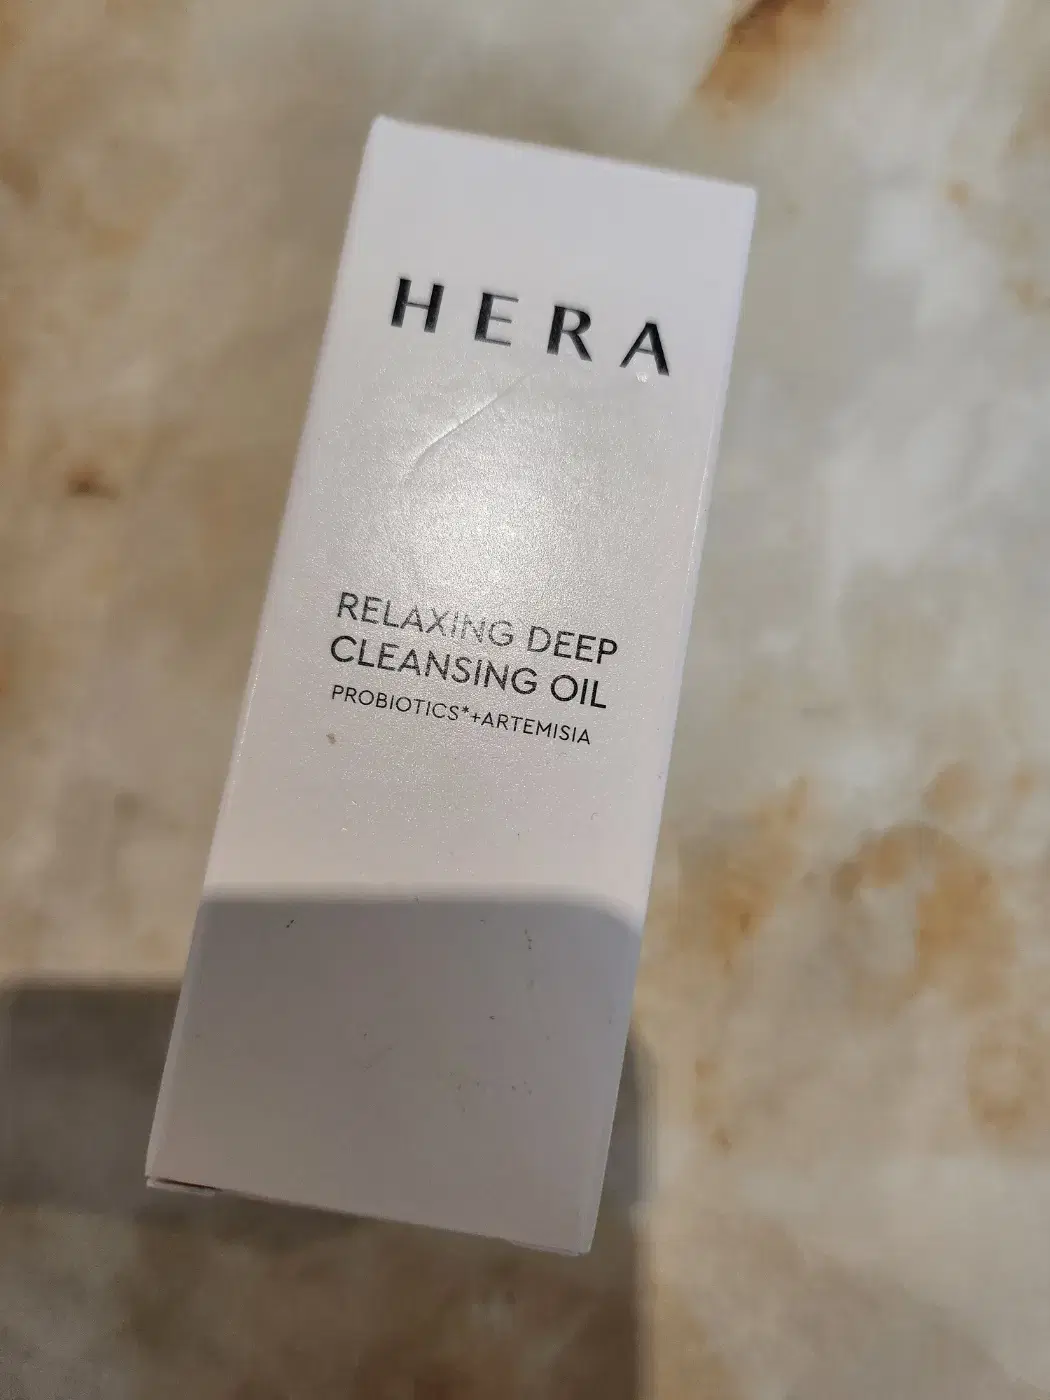 HERA
RELAXING DEEP
CLEANSING OIL
PROBIOTICS*+ARTEMISIA